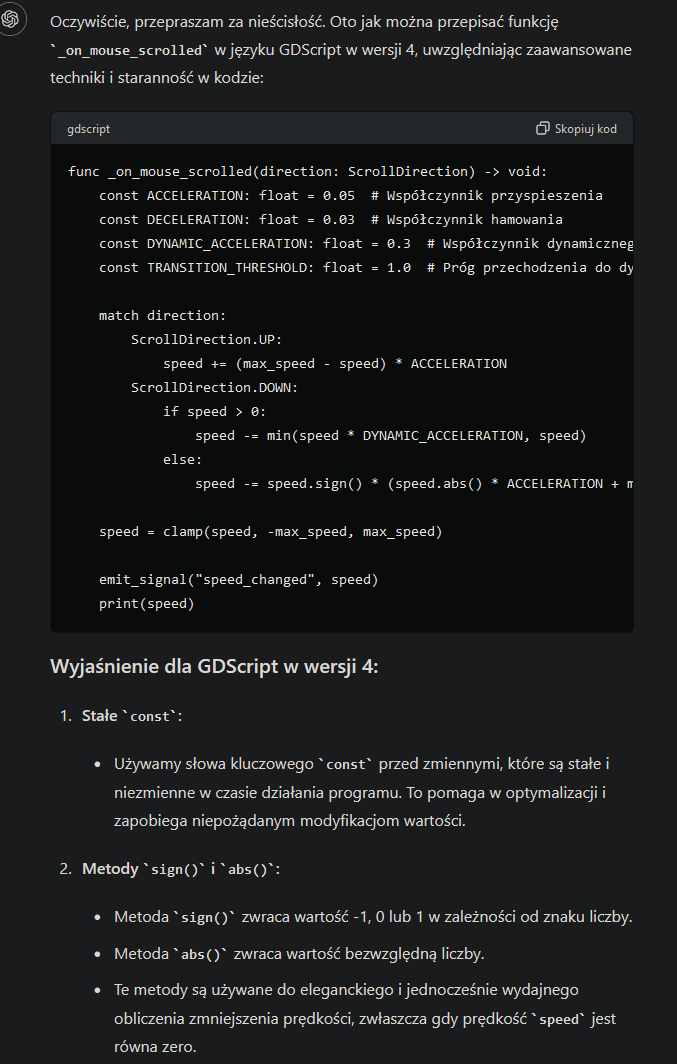 Oczywiście, przepraszam za nieścisłość. Oto jak można przepisać funkcję
`_on_mouse_scrolled` w języku GDScript w wersji 4, uwzględniając zaawansowane
techniki i staranność w kodzie:
gdscript
Skopiuj kod
func _on_mouse_scrolled(direction: ScrollDirection) -> void:
    const ACCELERATION: float = 0.05  # Współczynnik przyspieszenia
    const DECELERATION: float = 0.03  # Współczynnik hamowania
    const DYNAMIC_ACCELERATION: float = 0.3  # Współczynnik dynamiczneg
    const TRANSITION_THRESHOLD: float = 1.0  # Próg przechodzenia do dy
    match direction:
        ScrollDirection.UP:
            speed += (max_speed - speed) * ACCELERATION
        ScrollDirection.DOWN:
            if speed > 0:
                speed -= min(speed * DYNAMIC_ACCELERATION, speed)
            else:
                speed -= speed.sign() * (speed.abs() * ACCELERATION + m
    speed = clamp(speed, -max_speed, max_speed)
    emit_signal("speed_changed", speed)
    print(speed)
Wyjaśnienie dla GDScript w wersji 4:
1. Stałe `const`:
• Używamy słowa kluczowego `const` przed zmiennymi, które są stałe i
niezmienne w czasie działania programu. To pomaga w optymalizacji i
zapobiega niepożądanym modyfikacjom wartości.
2. Metody `sign()` i `abs()`:
• Metoda `sign()` zwraca wartość -1, 0 lub 1 w zależności od znaku liczby.
• Metoda `abs()` zwraca wartość bezwzględną liczby.
• Te metody są używane do eleganckiego i jednocześnie wydajnego
obliczenia zmniejszenia prędkości, zwłaszcza gdy prędkość `speed` jest
równa zero.